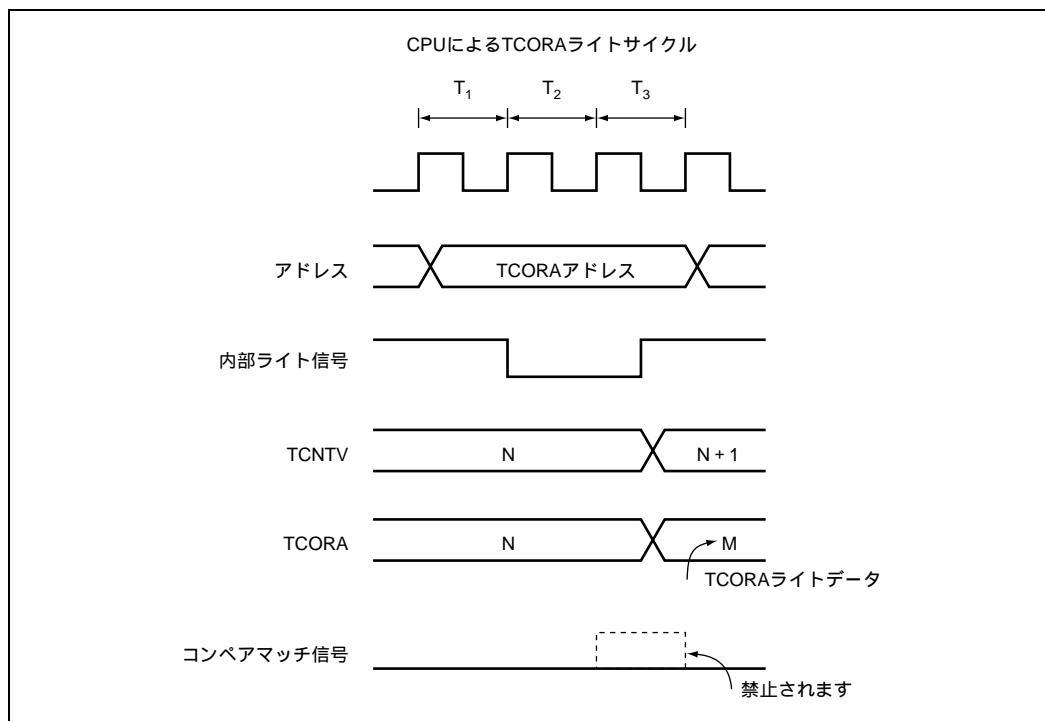 CPUによるTCORAライトサイクル
T1 T2 T3
アドレス TCORAアドレス
内部ライト信号
TCNTV N N + 1
TCORA N M
TCORAライトデータ
コンペアマッチ信号
禁止されます